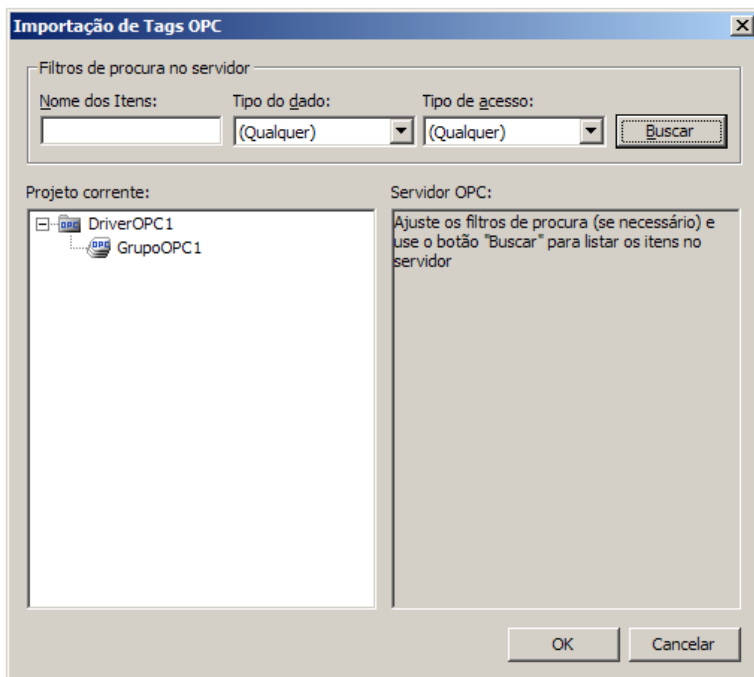 Importação de Tags OPC
Filtros de procura no servidor
Nome dos Itens:
Tipo do dado:
Tipo de acesso:
(Qualquer)
(Qualquer)
Buscar
Projeto corrente:
Servidor OPC:
DriverOPC1
GrupoOPC1
Ajuste os filtros de procura (se necessário) e
use o botão "Buscar" para listar os itens no
servidor
OK
Cancelar